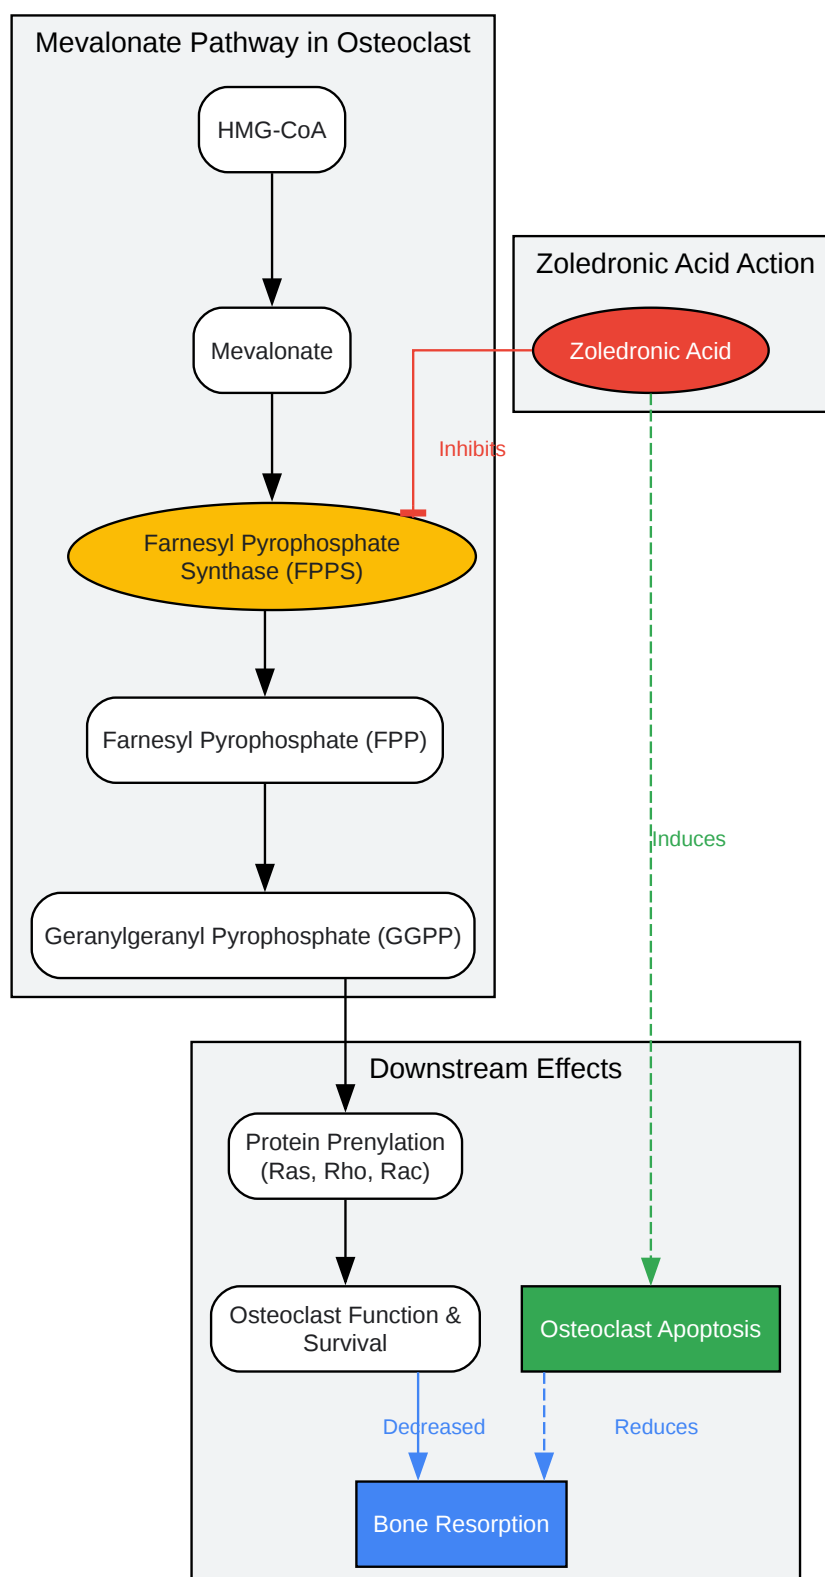 Mevalonate Pathway in Osteoclast
HMG-CoA
Zoledronic Acid Action
Mevalonate
Zoledronic Acid
Inhibits
Farnesyl Pyrophosphate
Synthase (FPPS)
Farnesyl Pyrophosphate (FPP)
Induces
Geranylgeranyl Pyrophosphate (GGPP)
Downstream Effects
Protein Prenylation
(Ras, Rho, Rac)
Osteoclast Function &
Survival
Osteoclast Apoptosis
Decreased
Reduces
Bone Resorption